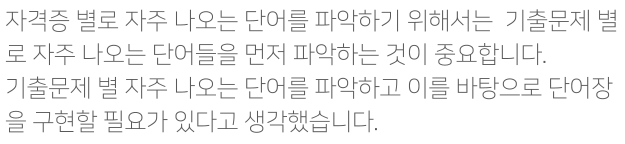 자격증 별로 자주 나오는 단어를 파악하기 위해서는  기출문제 별
로 자주 나오는 단어들을 먼저 파악하는 것이 중요합니다.
기출문제 별 자주 나오는 단어를 파악하고 이를 바탕으로 단어장
을 구현할 필요가 있다고 생각했습니다.